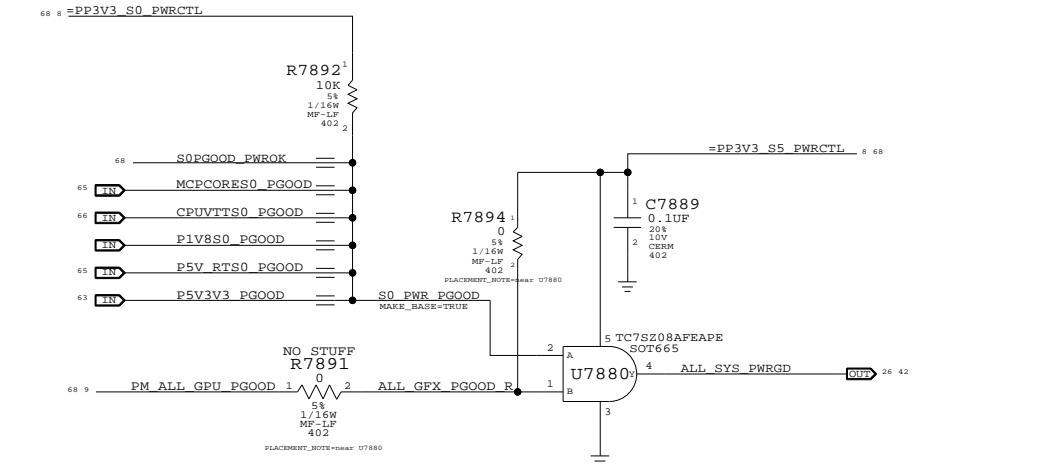 68 8 =PP3V3_S0_PWRCTL
R7892 1
10K
5%
1/16W
MF-LF
402
2
68 S0PGOOD_PWROK
65 IN MCPCORES0_PGOOD
66 IN CPUVTTS0_PGOOD
IN P1V8S0_PGOOD
65 IN P5V_RTS0_PGOOD
63 IN P5V3V3_PGOOD
S0_PWR_PGOOD
MAKE_BASE=TRUE
=PP3V3_S5_PWRCTL 8 68
R7894 1
0
5%
1/16W
MF-LF
402 2
PLACEMENT_NOTE=near U7880
1 C7889
0.1UF
20%
10V
2 CERM
402
5 TC7SZ08AFEAPE
SOT665
2 A
U7880 Y 4 ALL_SYS_PWRGD OUT 26 42
1 B
3
NO STUFF
R7891
0
68 9 PM_ALL_GPU_PGOOD 1 2 ALL_GFX_PGOOD_R
5%
1/16W
MF-LF
402
PLACEMENT_NOTE=near U7880